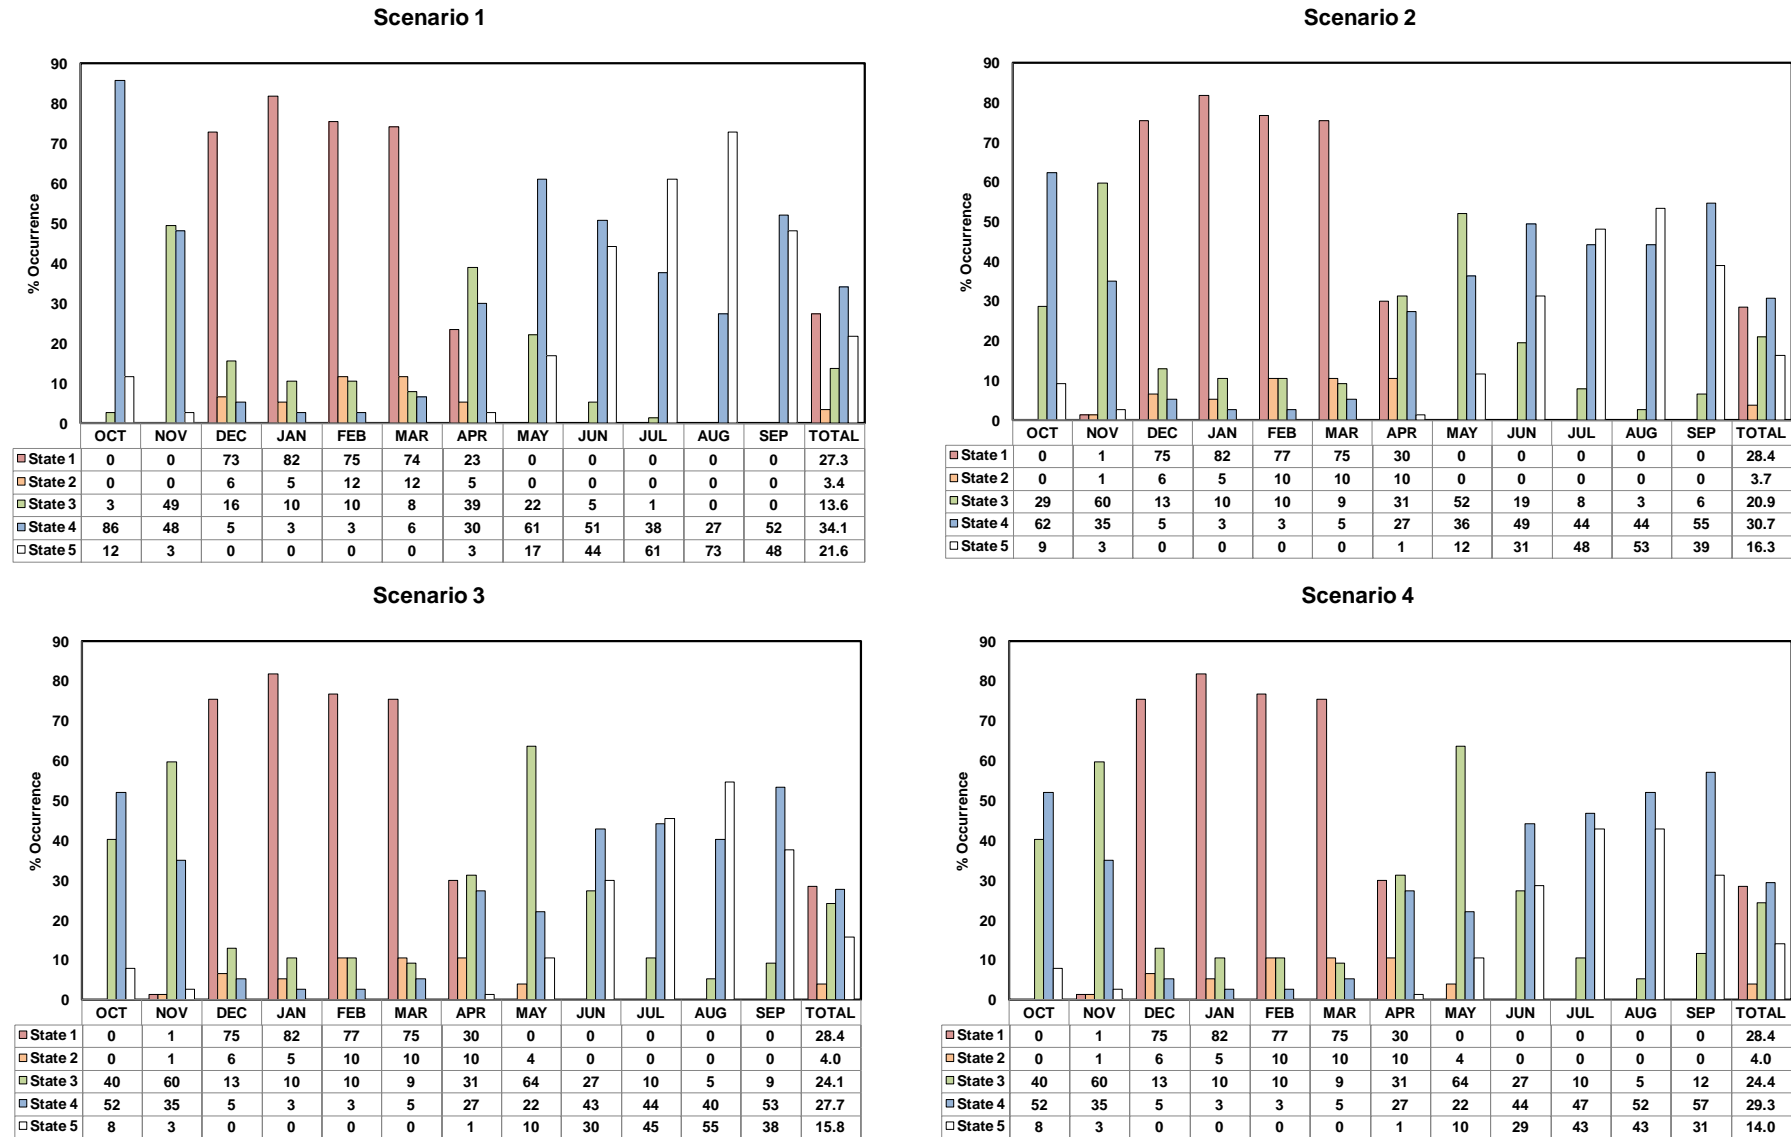 Scenario 1
90
80
70
60
50
40
30
20
10
0
% Occurrence
OCT NOV DEC JAN FEB MAR APR MAY JUN JUL AUG SEP TOTAL
State 1 0 0 73 82 75 74 23 0 0 0 0 0 27.3
State 2 0 0 6 5 12 12 5 0 0 0 0 0 3.4
State 3 3 49 16 10 10 8 39 22 5 1 0 0 13.6
State 4 86 48 5 3 3 6 30 61 51 38 27 52 34.1
State 5 12 3 0 0 0 0 3 17 44 61 73 48 21.6
Scenario 2
90
80
70
60
50
40
30
20
10
0
% Occurrence
OCT NOV DEC JAN FEB MAR APR MAY JUN JUL AUG SEP TOTAL
State 1 0 1 75 82 77 75 30 0 0 0 0 0 28.4
State 2 0 1 6 5 10 10 10 0 0 0 0 0 3.7
State 3 29 60 13 10 10 9 31 52 19 8 3 6 20.9
State 4 62 35 5 3 3 5 27 36 49 44 44 55 30.7
State 5 9 3 0 0 0 0 1 12 31 48 53 39 16.3
Scenario 3
90
80
70
60
50
40
30
20
10
0
% Occurrence
OCT NOV DEC JAN FEB MAR APR MAY JUN JUL AUG SEP TOTAL
State 1 0 1 75 82 77 75 30 0 0 0 0 0 28.4
State 2 0 1 6 5 10 10 10 4 0 0 0 0 4.0
State 3 40 60 13 10 10 9 31 64 27 10 5 9 24.1
State 4 52 35 5 3 3 5 27 22 43 44 40 53 27.7
State 5 8 3 0 0 0 0 1 10 30 45 55 38 15.8
Scenario 4
90
80
70
60
50
40
30
20
10
0
% Occurrence
OCT NOV DEC JAN FEB MAR APR MAY JUN JUL AUG SEP TOTAL
State 1 0 1 75 82 77 75 30 0 0 0 0 0 28.4
State 2 0 1 6 5 10 10 10 4 0 0 0 0 4.0
State 3 40 60 13 10 10 9 31 64 27 10 5 12 24.4
State 4 52 35 5 3 3 5 27 22 44 47 52 57 29.3
State 5 8 3 0 0 0 0 1 10 29 43 43 31 14.0